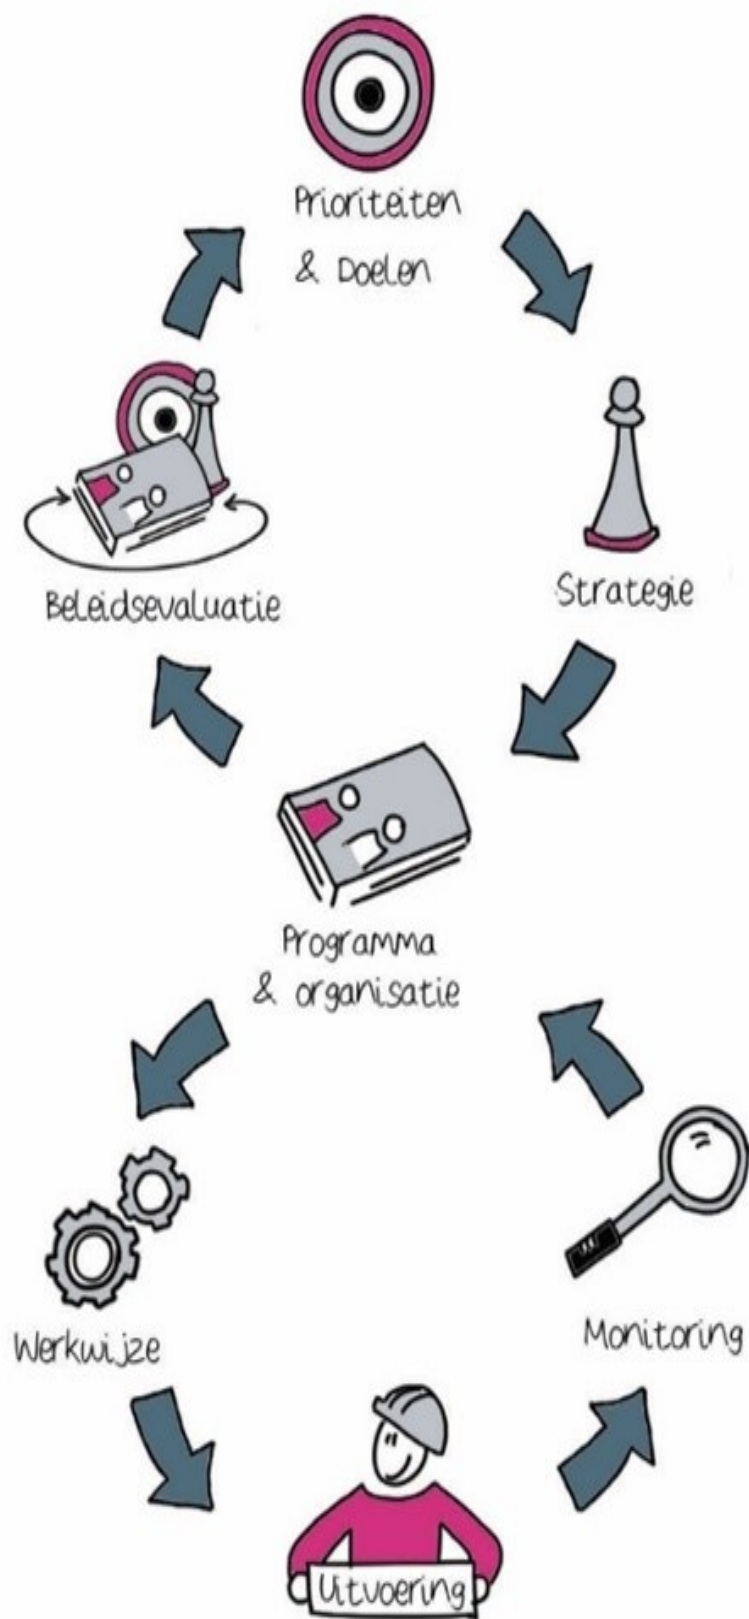 Prioriteiten
& Doelen
Beleidsevaluatie
Strategie
Programma
& organisatie
Werkwijze
Monitoring
Uitvoering